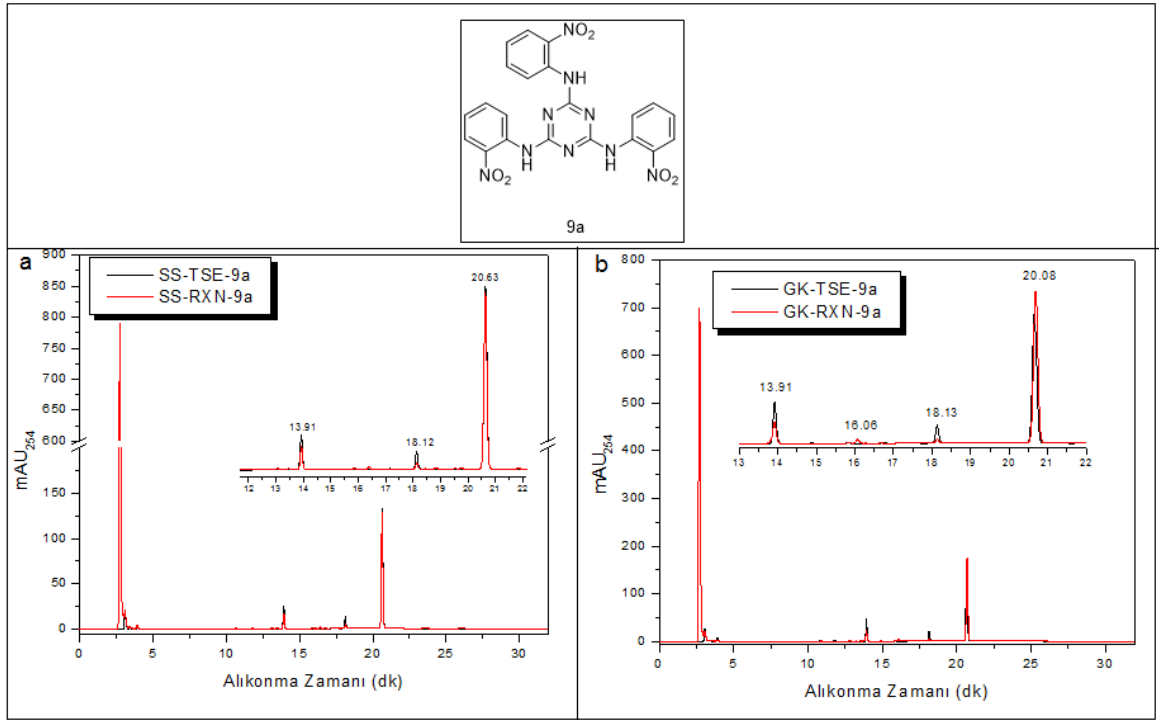 NO2
NH
N
N
N
N
H
N
H
NO2
NO2
9a
a
SS-TSE-9a
SS-RXN-9a
900
850
800
750
700
650
600
150
100
50
0
mAU254
20.63
13.91
18.12
12 13 14 15 16 17 18 19 20 21 22
0 5 10 15 20 25 30
Alıkonma Zamanı (dk)
b
GK-TSE-9a
GK-RXN-9a
800
700
600
500
400
300
200
100
0
mAU254
20.08
13.91
16.06
18.13
13 14 15 16 17 18 19 20 21 22
0 5 10 15 20 25 30
Alıkonma Zamanı (dk)